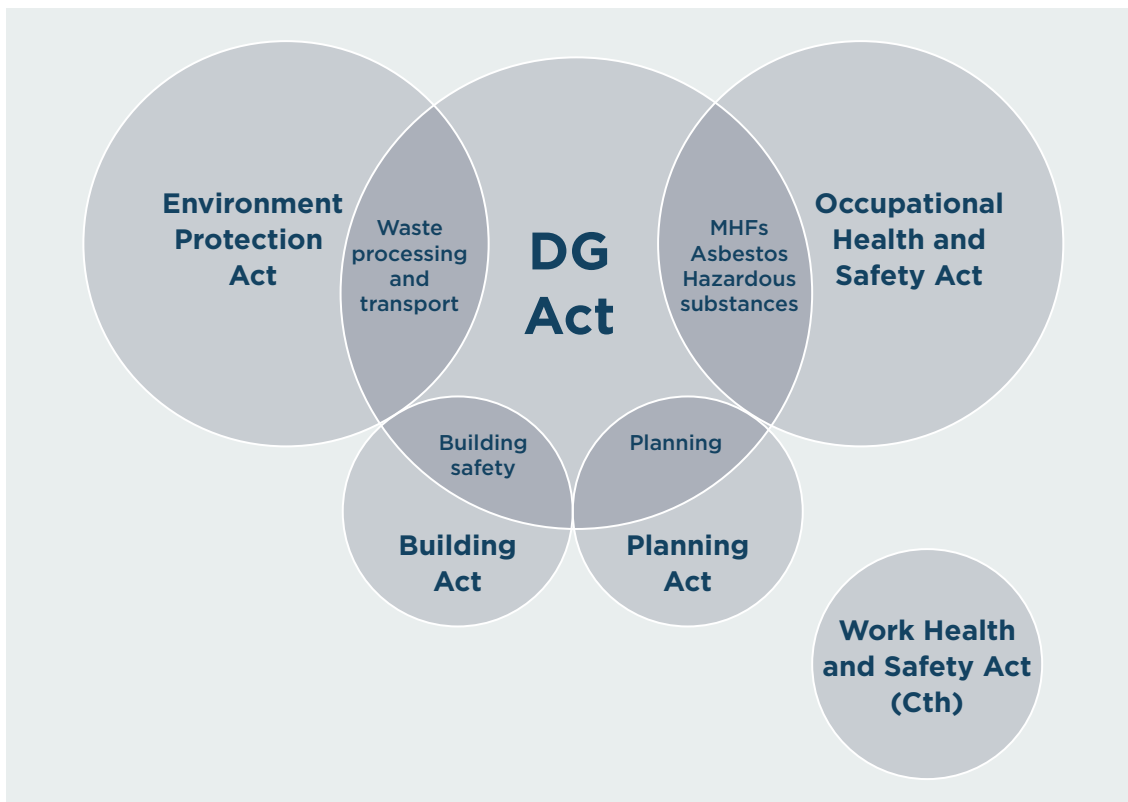 Environment
Protection
Act
Waste
processing
and
transport
DG
Act
MHFs
Asbestos
Hazardous
substances
Occupational
Health and
Safety Act
Building
safety
Planning
Building
Act
Planning
Act
Work Health
and Safety Act
(Cth)